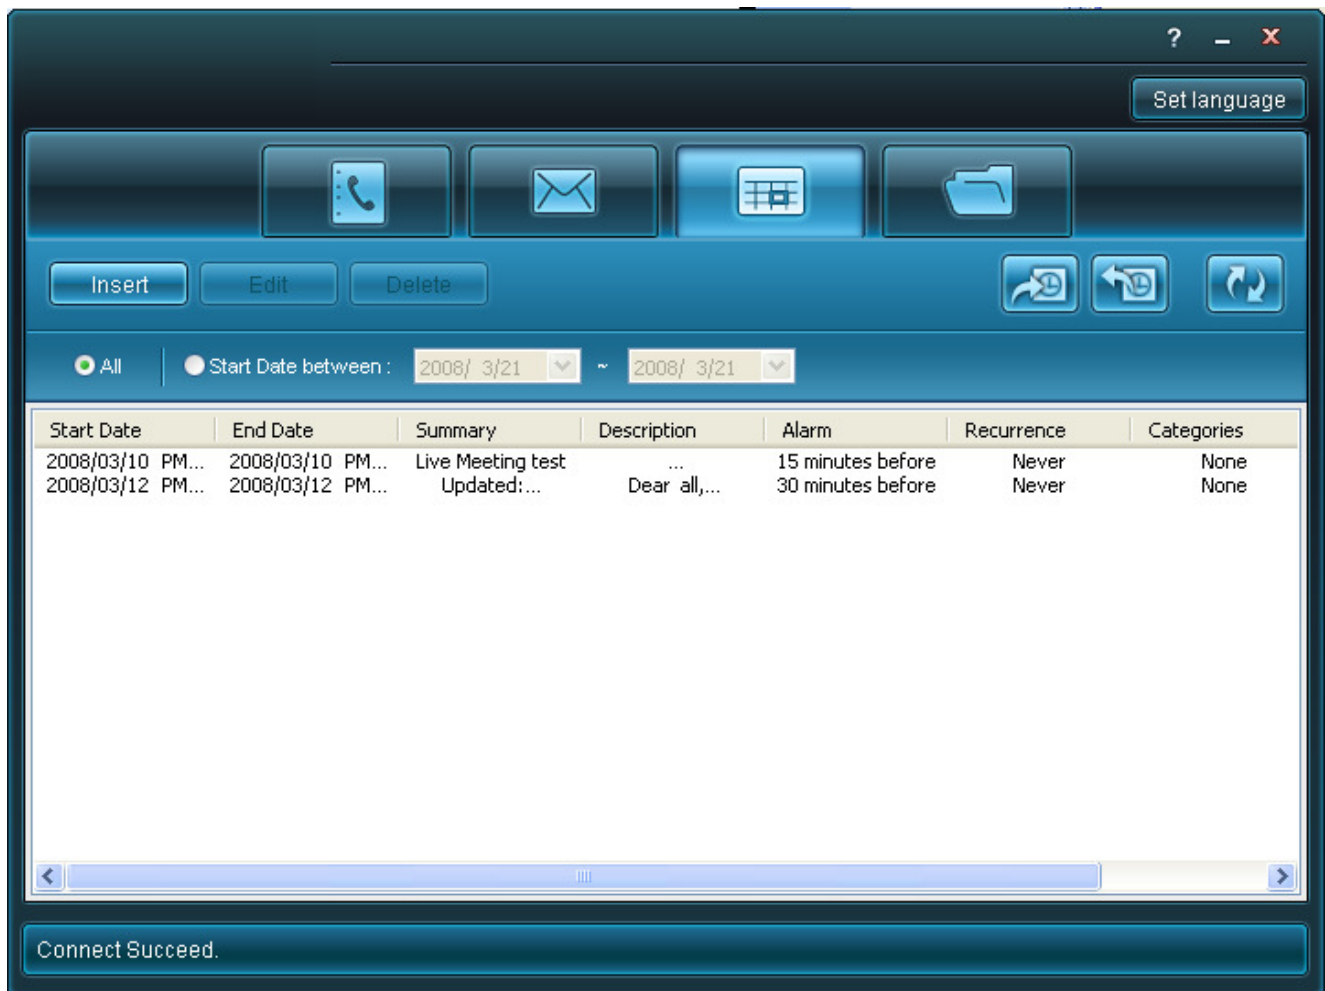 ?
Set language
Insert Edit Delete
All Start Date between : 2008/ 3/21 ~ 2008/ 3/21
Start Date End Date Summary Description Alarm Recurrence Categories
2008/03/10 PM... 2008/03/10 PM... Live Meeting test ... 15 minutes before Never None
2008/03/12 PM... 2008/03/12 PM... Updated:... Dear all,... 30 minutes before Never None
Connect Succeed.